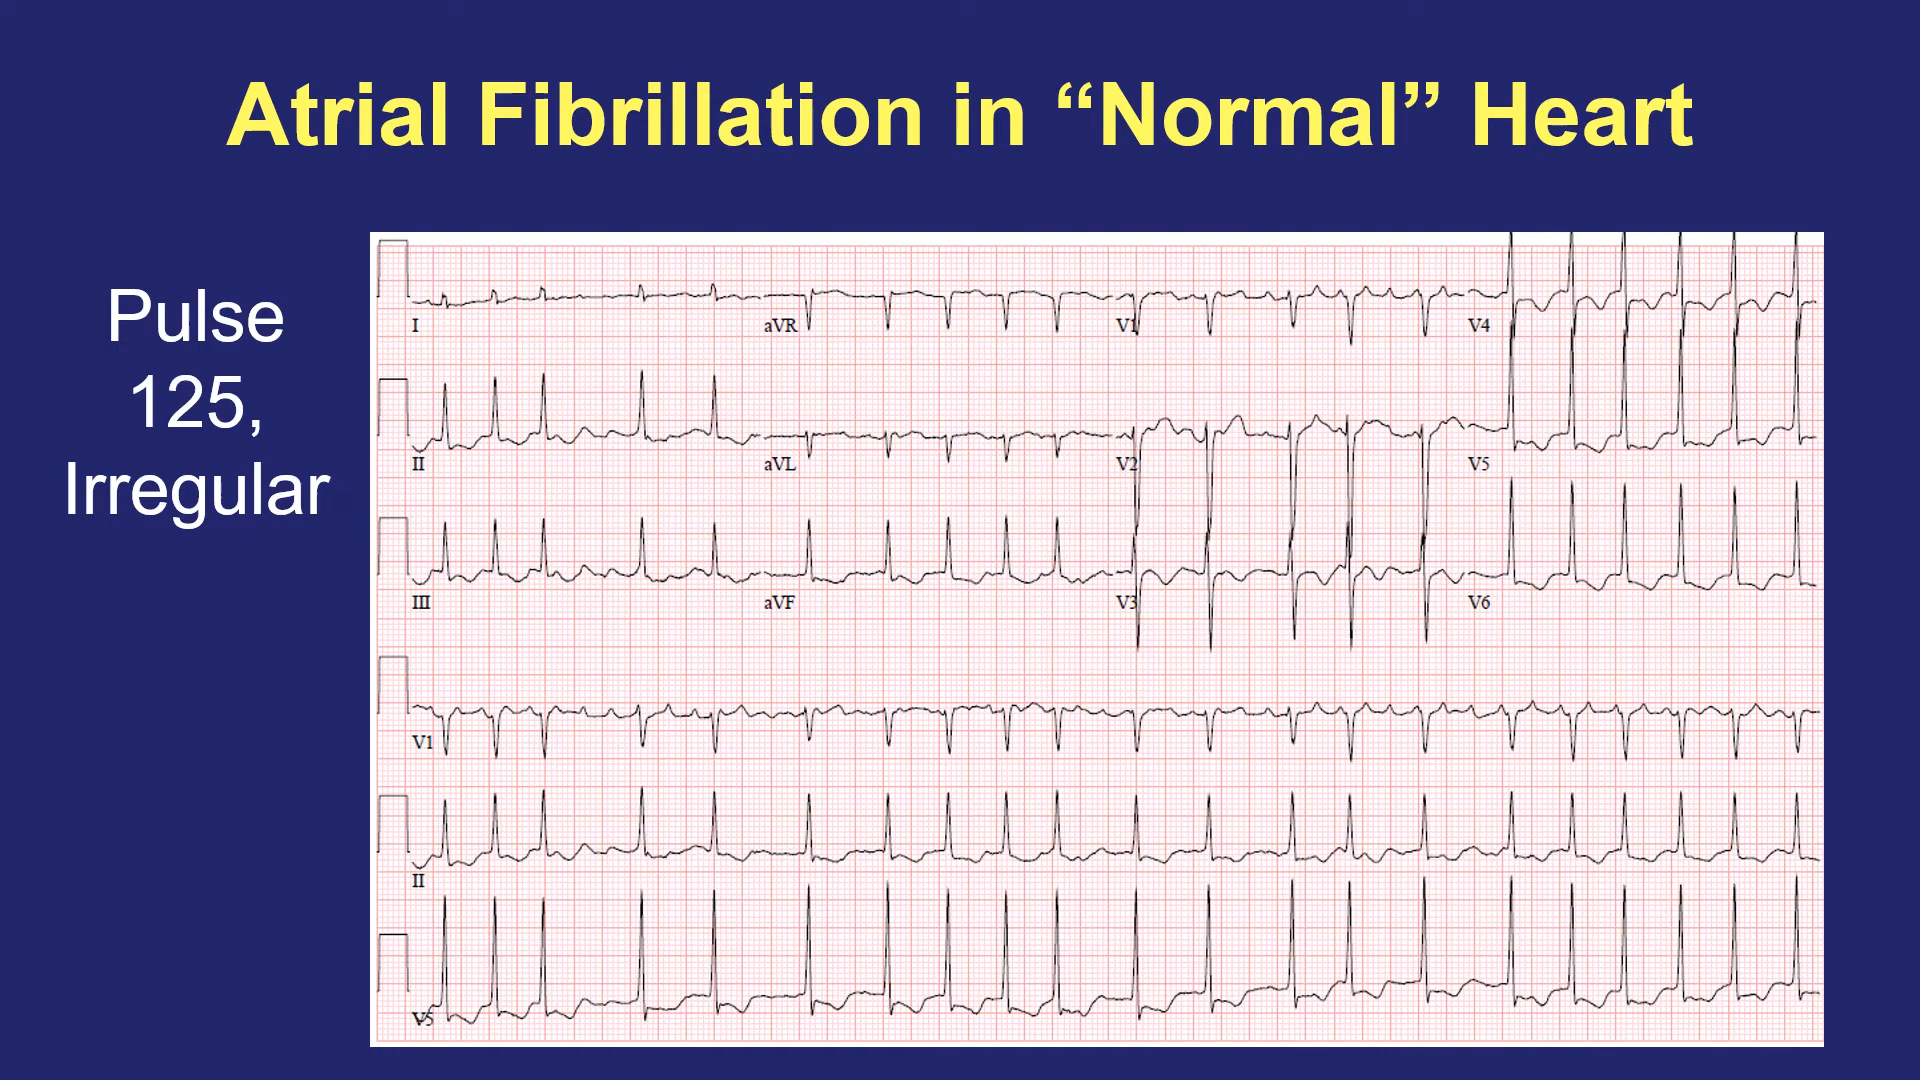 Atrial Fibrillation in “Normal” Heart
Pulse
125,
Irregular
I
aVR
V1
V4
II
aVL
V2
V5
III
aVF
V3
V6
V1
II
V5